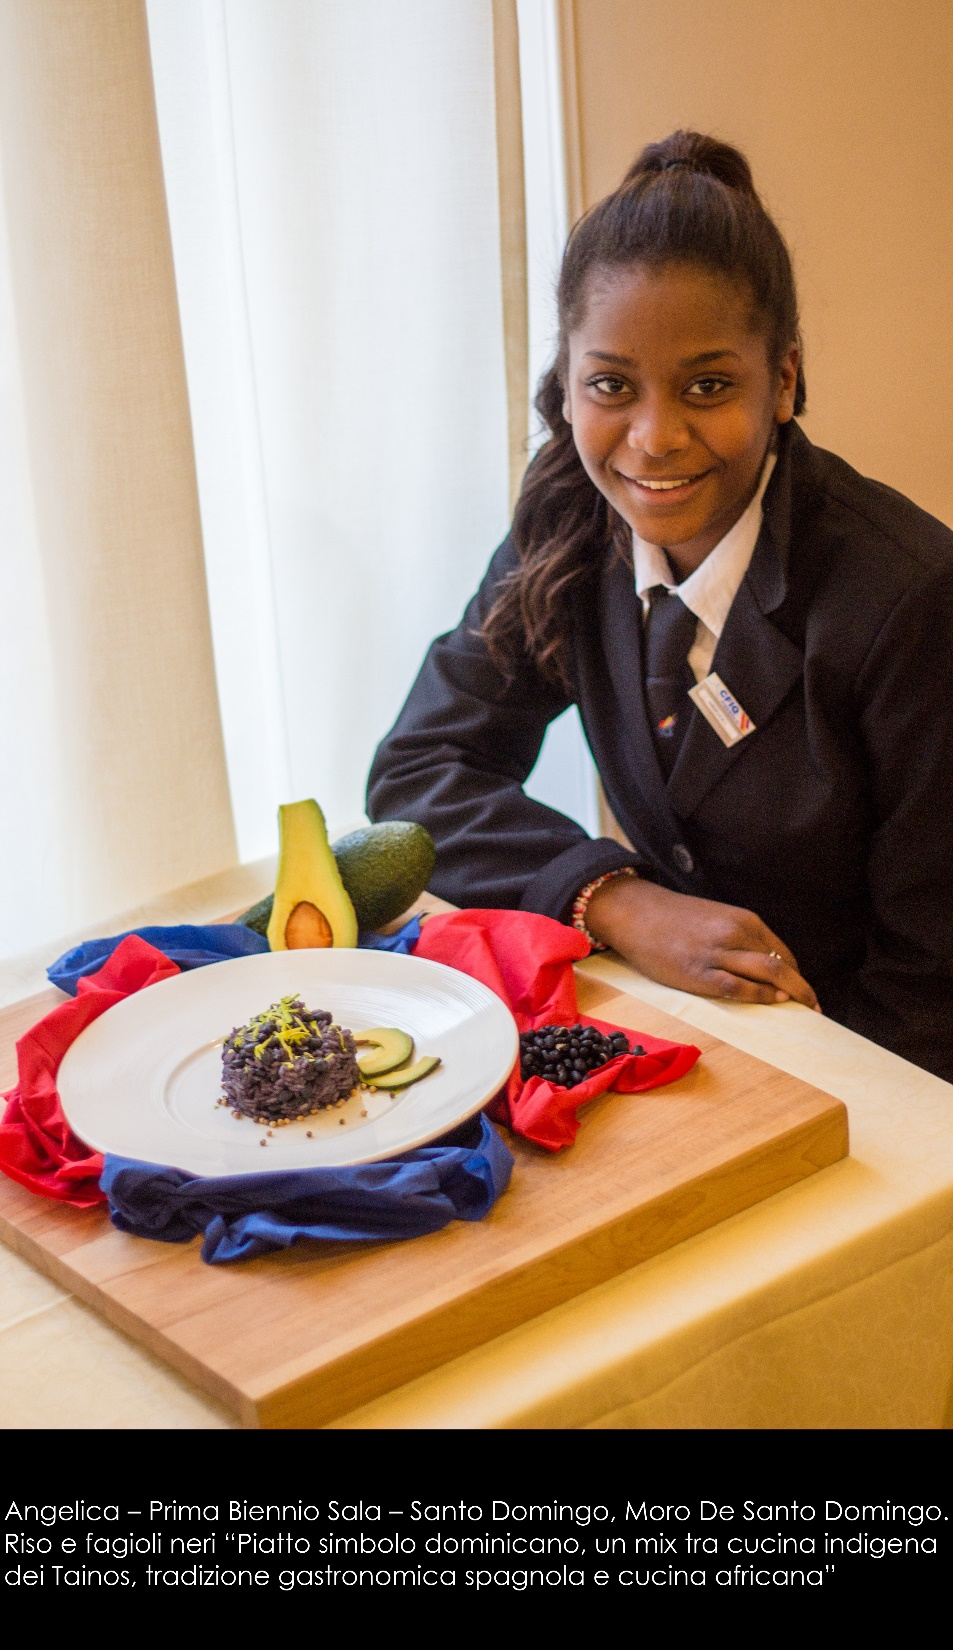 CFIQ
Angelica – Prima Biennio Sala – Santo Domingo, Moro De Santo Domingo.
Riso e fagioli neri “Piatto simbolo dominicano, un mix tra cucina indigena
dei Tainos, tradizione gastronomica spagnola e cucina africana”